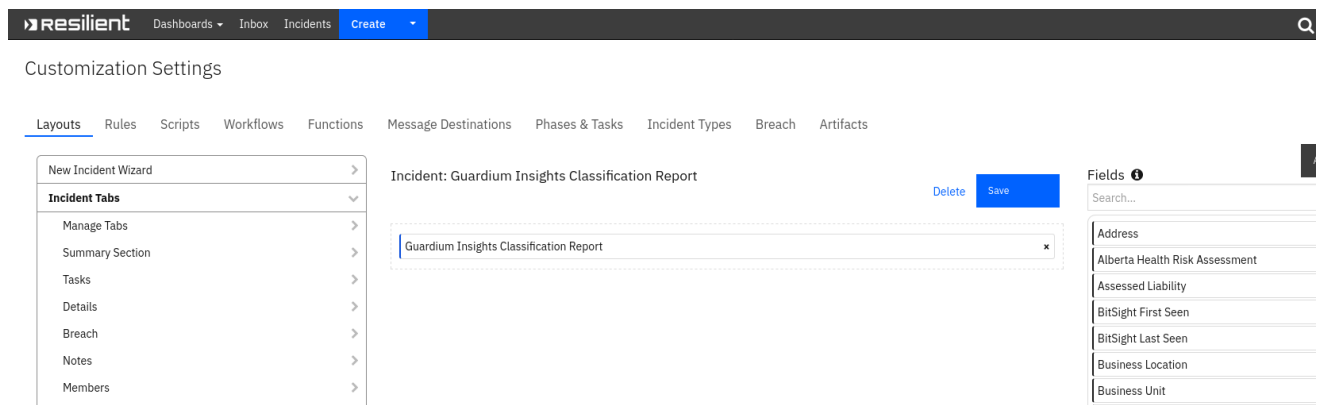 Resilient Dashboards Inbox Incidents Create
Customization Settings
Layouts Rules Scripts Workflows Functions Message Destinations Phases & Tasks Incident Types Breach Artifacts
New Incident Wizard
Incident Tabs
Manage Tabs
Summary Section
Tasks
Details
Breach
Notes
Members
Incident: Guardium Insights Classification Report
Delete Save
Guardium Insights Classification Report
Fields
Search...
Address
Alberta Health Risk Assessment
Assessed Liability
BitSight First Seen
BitSight Last Seen
Business Location
Business Unit